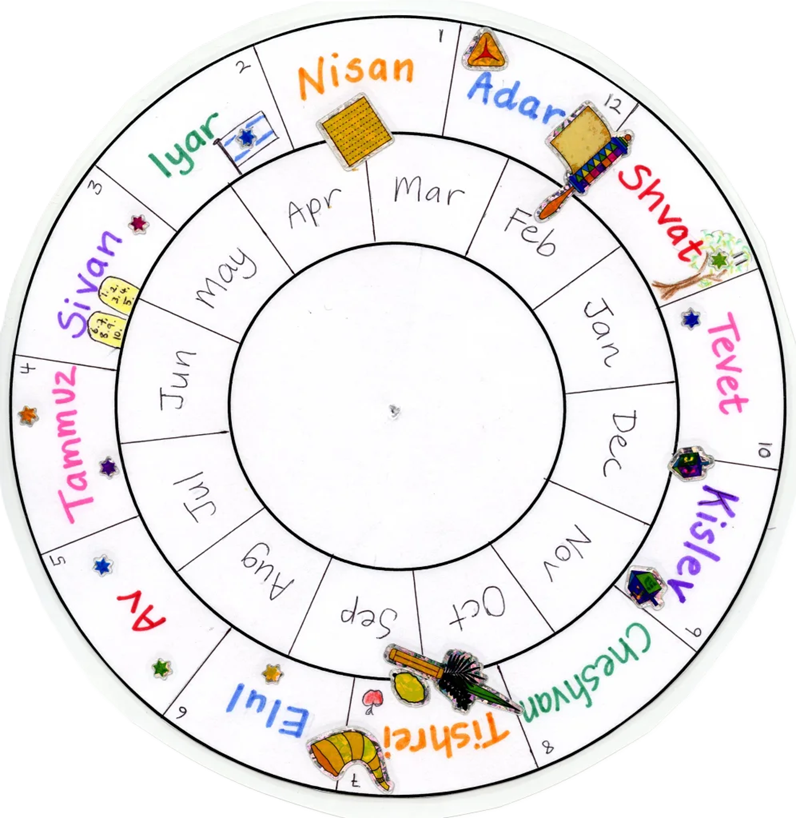 1
Nisan
2
Iyar
3
Sivan
4
Tammuz
5
Av
6
Elul
7
Tishrei
8
Cheshvan
9
Kislev
10
Tevet
11
Shvat
12
Adar
Jan
Feb
Mar
Apr
May
Jun
Jul
Aug
Sep
Oct
Nov
Dec